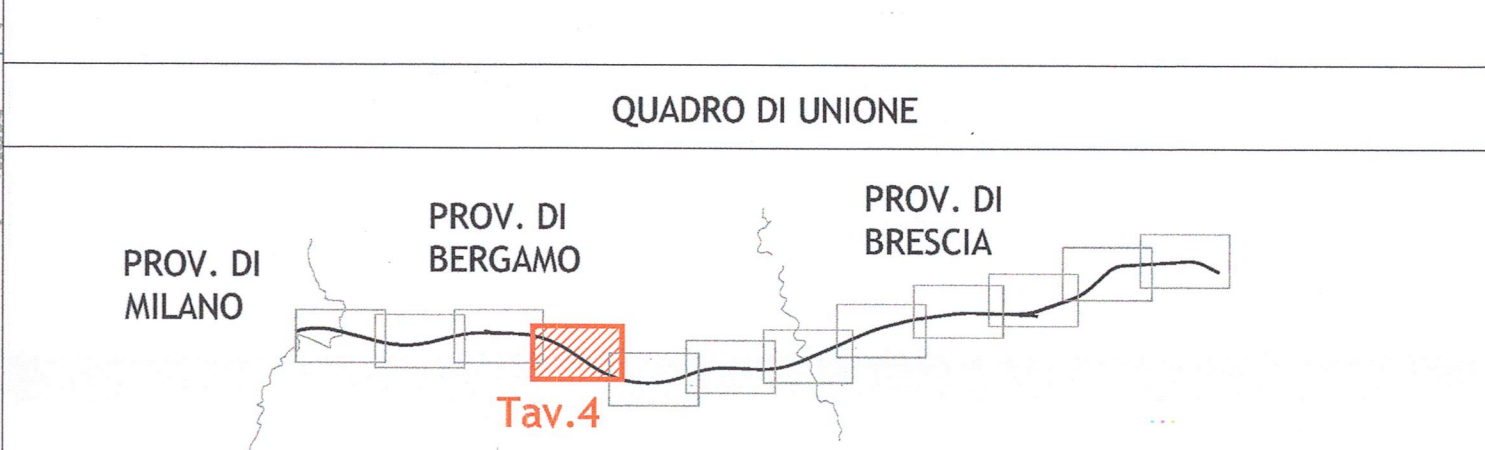 QUADRO DI UNIONE
PROV. DI
MILANO
PROV. DI
BERGAMO
PROV. DI
BRESCIA
Tav.4